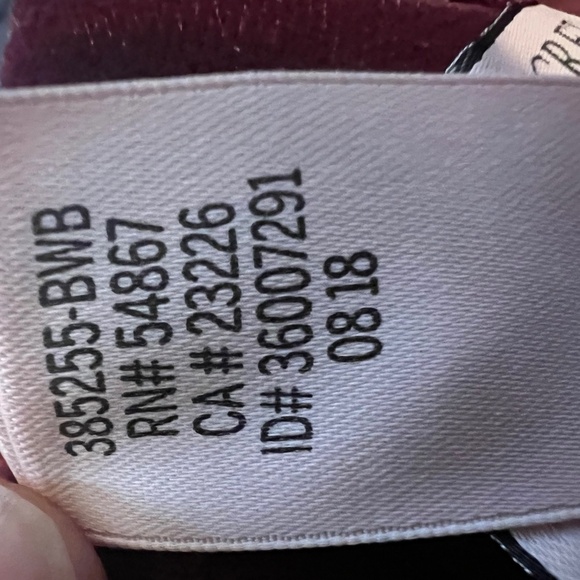 385255-BWB
RN# 54867
CA # 23226
ID# 36007291
08 18